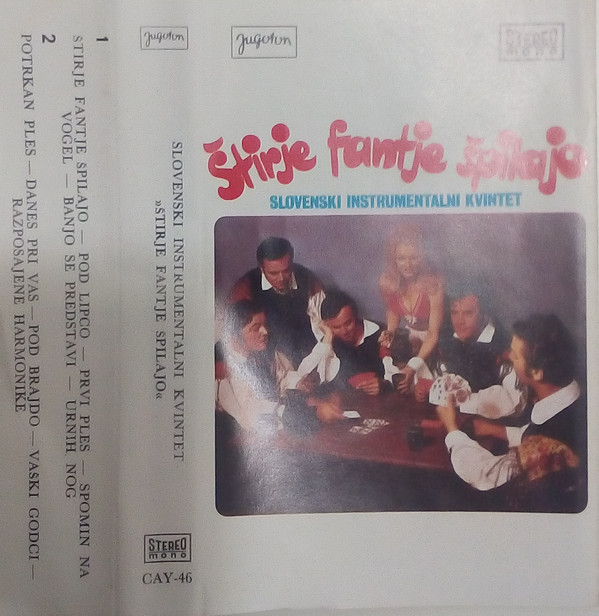 1
ŠTIRJE FANTJE ŠPILAJO — POD LIPCO — PRVI PLES — SPOMIN NA
VOGEL — BANJO SE PREDSTAVI — URNIH NOG
2
POTRKAN PLES — DANES PRI VAS — POD BRAJDO — VAŠKI GODCI —
RAZPOSAJENE HARMONIKE
Jugoton
SLOVENSKI INSTRUMENTALNI KVINTET
»ŠTIRJE FANTJE ŠPILAJO«
STEREO
mono
CAY-46
Jugoton
STEREO
mono
štirje fantje špilajo
SLOVENSKI INSTRUMENTALNI KVINTET